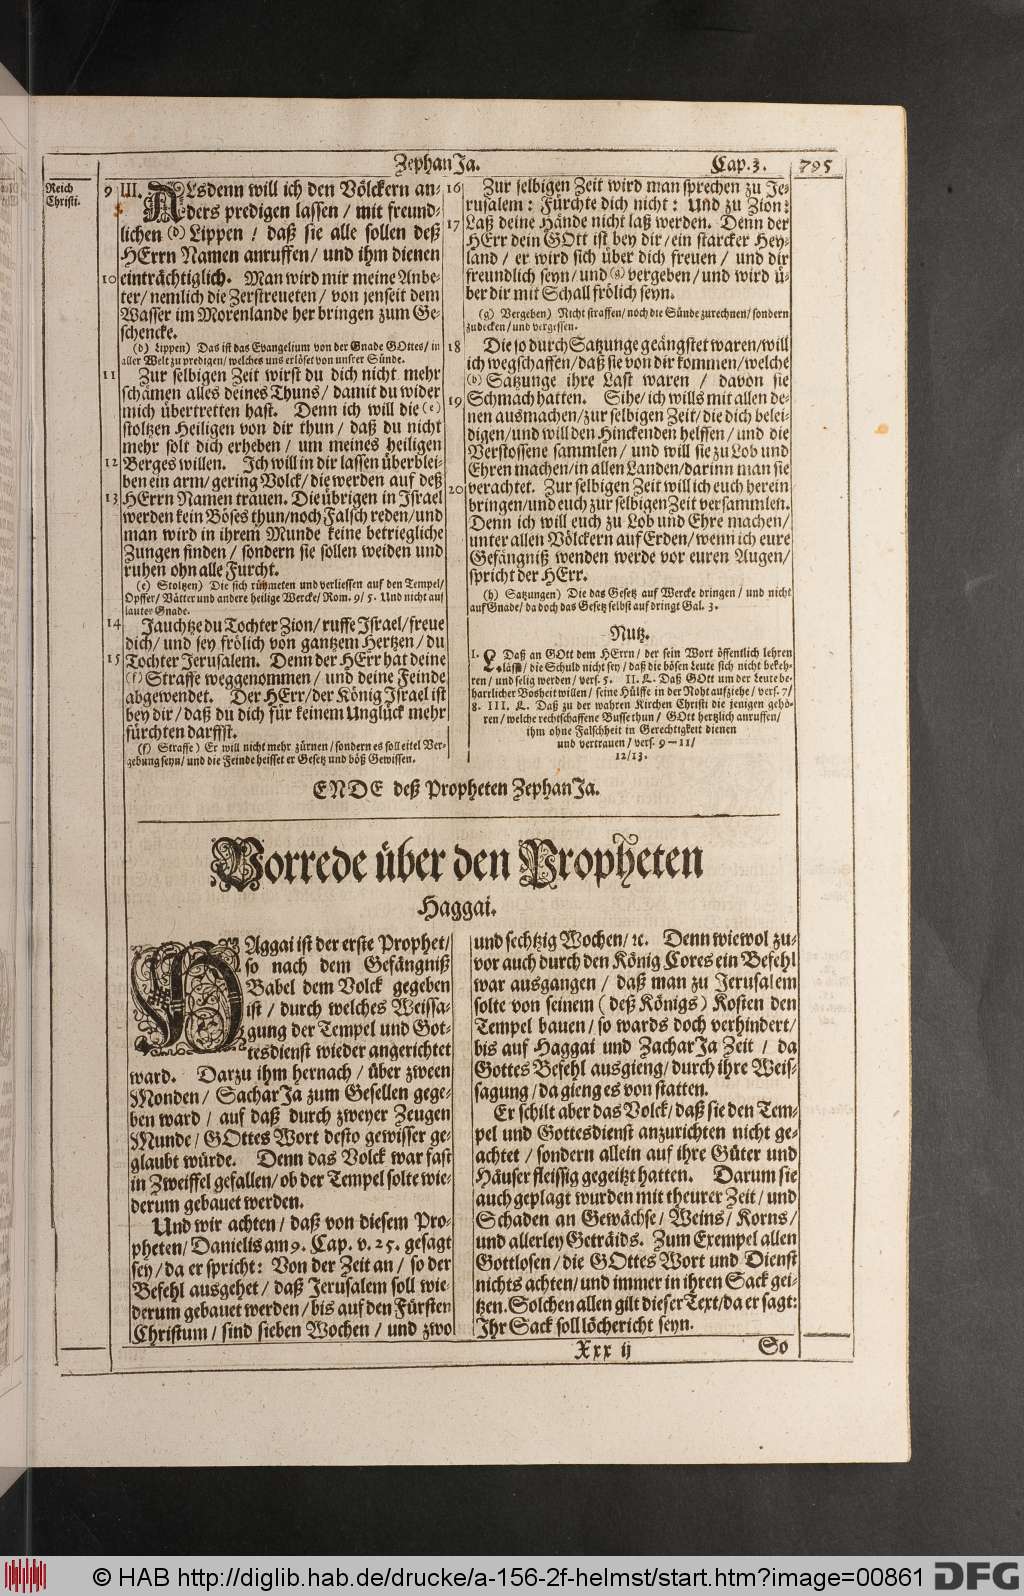 ZephanJa.
Cap. 3.
795
Reich
Christi.
9 III. ALsdenn will ich den Völckern an-
ders predigen lassen / mit freund-
lichen (d) Lippen / daß sie alle sollen deß
HErrn Namen anruffen / und ihm dienen
10 einträchtiglich. Man wird mir meine Anbe-
ter / nemlich die Zerstreueten / von jenseit dem
Wasser im Morenlande her bringen zum Ge-
schencke.
(d) Lippen) Das ist das Evangelium von der Gnade GOttes / in
aller Welt zu predigen / welches uns erlöset von unsrer Sünde.
11 Zur selbigen Zeit wirst du dich nicht mehr
schämen alles deines Thuns / damit du wider
mich übertretten hast. Denn ich will die (e)
stoltzen Heiligen von dir thun / daß du nicht
mehr solt dich erheben / um meines heiligen
12 Berges willen. Ich will in dir lassen überblei-
ben ein arm / gering Volck / die werden auf deß
13 HErrn Namen trauen. Die übrigen in Israel
werden kein Böses thun / noch Falsch reden / und
man wird in ihrem Munde keine betriegliche
Zungen finden / sondern sie sollen weiden und
ruhen ohn alle Furcht.
(e) Stoltzen) Die sich rühmeten und verliessen auf den Tempel /
Opffer / Vätter und andere heilige Wercke / Rom. 9 / 5. Und nicht auf
lauter Gnade.
14 Jauchtze du Tochter Zion / ruffe Israel / freue
dich / und sey frölich von gantzem Hertzen / du
15 Tochter Jerusalem. Denn der HErr hat deine
(f) Straffe weggenommen / und deine Feinde
abgewendet. Der HErr / der König Israel ist
bey dir / daß du dich für keinem Unglück mehr
fürchten darffst.
(f) Straffe) Er will nicht mehr zürnen / sondern es soll eitel Ver-
gebung seyn / und die Feinde heisset er Gesetz und böß Gewissen.
16 Zur selbigen Zeit wird man sprechen zu Je-
rusalem: Fürchte dich nicht: Und zu Zion:
17 Laß deine Hände nicht laß werden. Denn der
HErr dein GOtt ist bey dir / ein starcker Hey-
land / er wird sich über dich freuen / und dir
freundlich seyn / und (g) vergeben / und wird ü-
ber dir mit Schall frölich seyn.
(g) Vergeben) Nicht straffen / noch die Sünde zurechnen / sondern
zudecken / und vergessen.
18 Die so durch Satzunge geängstet waren / will
ich wegschaffen / daß sie von dir kommen / welche
(h) Satzunge ihre Last waren / davon sie
19 Schmach hatten. Sihe / ich wills mit allen de-
nen ausmachen / zur selbigen Zeit / die dich belei-
digen / und will den Hinckenden helffen / und die
Verstossene sammlen / und will sie zu Lob und
Ehren machen / in allen Landen / darinn man sie
20 verachtet. Zur selbigen Zeit will ich euch herein
bringen / und euch zur selbigen Zeit versammlen.
Denn ich will euch zu Lob und Ehre machen /
unter allen Völckern auf Erden / wenn ich eure
Gefängniß wenden werde vor euren Augen /
spricht der HErr.
(h) Satzungen) Die das Gesetz auf Wercke dringen / und nicht
auf Gnade / da doch das Gesetz selbst auf dringt Gal. 3.
Nutz.
I. L. Daß an GOtt dem HErrn / der sein Wort öffentlich lehren
läst / die Schuld nicht sey / daß die bösen Leute sich nicht bekeh-
ren / und selig werden / vers. 5. II. L. Daß GOtt um der Leute be-
harrlicher Bosheit willen / seine Hülffe in der Noht aufziehe / vers. 7 /
8. III. L. Daß zu der wahren Kirchen Christi die jenigen gehö-
ren / welche rechtschaffene Busse thun / GOtt hertzlich anruffen /
ihm ohne Falschheit in Gerechtigkeit dienen
und vertrauen / vers. 9 — 11 /
12 / 13.
ENDE deß Propheten ZephanJa.
Vorrede über den Propheten
Haggai.
HAggai ist der erste Prophet /
so nach dem Gefängniß
Babel dem Volck gegeben
ist / durch welches Weissa-
gung der Tempel und Got-
tesdienst wieder angerichtet
ward. Darzu ihm hernach / über zween
Monden / SacharJa zum Gesellen gege-
ben ward / auf daß durch zweyer Zeugen
Munde / GOttes Wort desto gewisser ge-
glaubt würde. Denn das Volck war fast
in Zweiffel gefallen / ob der Tempel solte wie-
derum gebauet werden.
Und wir achten / daß von diesem Pro-
pheten / Danielis am 9. Cap. v. 25. gesagt
sey / da er spricht: Von der Zeit an / so der
Befehl ausgehet / daß Jerusalem soll wie-
derum gebauet werden / bis auf den Fürsten
Christum / sind sieben Wochen / und zwo
und sechtzig Wochen / ꝛc. Denn wiewol zu-
vor auch durch den König Cores ein Befehl
war ausgangen / daß man zu Jerusalem
solte von seinem (deß Königs) Kosten den
Tempel bauen / so wards doch verhindert /
bis auf Haggai und ZacharJa Zeit / da
Gottes Befehl ausgieng / durch ihre Weis-
sagung / da gieng es von statten.
Er schilt aber das Volck / daß sie den Tem-
pel und Gottesdienst anzurichten nicht ge-
achtet / sondern allein auf ihre Güter und
Häuser fleissig gegeitzt hatten. Darum sie
auch geplagt wurden mit theurer Zeit / und
Schaden an Gewächse / Weins / Korns /
und allerley Geträids. Zum Exempel allen
Gottlosen / die GOttes Wort und Dienst
nichts achten / und immer in ihren Sack gei-
tzen. Solchen allen gilt dieser Text / da er sagt:
Ihr Sack soll löchericht seyn.
Xxx ij
So
© HAB http://diglib.hab.de/drucke/a-156-2f-helmst/start.htm?image=00861
DFG